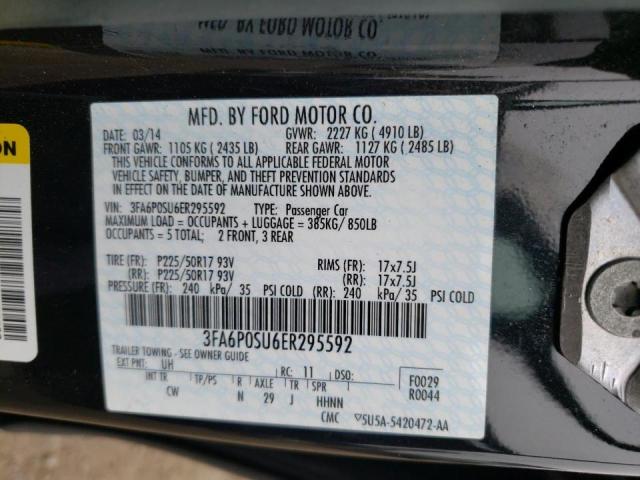 MFD. BY FORD MOTOR CO.
MFD. BY FORD MOTOR CO.
DATE: 03/14 GVWR: 2227 KG ( 4910 LB)
FRONT GAWR: 1105 KG ( 2435 LB) REAR GAWR: 1127 KG ( 2485 LB)
THIS VEHICLE CONFORMS TO ALL APPLICABLE FEDERAL MOTOR
VEHICLE SAFETY, BUMPER, AND THEFT PREVENTION STANDARDS
IN EFFECT ON THE DATE OF MANUFACTURE SHOWN ABOVE.
VIN: 3FA6P0SU6ER295592 TYPE: Passenger Car
MAXIMUM LOAD = OCCUPANTS + LUGGAGE = 385KG/ 850LB
OCCUPANTS = 5 TOTAL; 2 FRONT, 3 REAR
TIRE (FR): P225/50R17 93V RIMS (FR): 17x7.5J
(RR): P225/50R17 93V (RR): 17x7.5J
PRESSURE (FR): 240 kPa/ 35 PSI COLD (RR): 240 kPa/ 35 PSI COLD
3FA6P0SU6ER295592
TRAILER TOWING - SEE OWNER GUIDE
EXT PNT: UH RC: 11 DSO: F0029
INT TR TP/PS R AXLE TR SPR R0044
CW N 29 J HHNN
CMC 5U5A-5420472-AA
ON